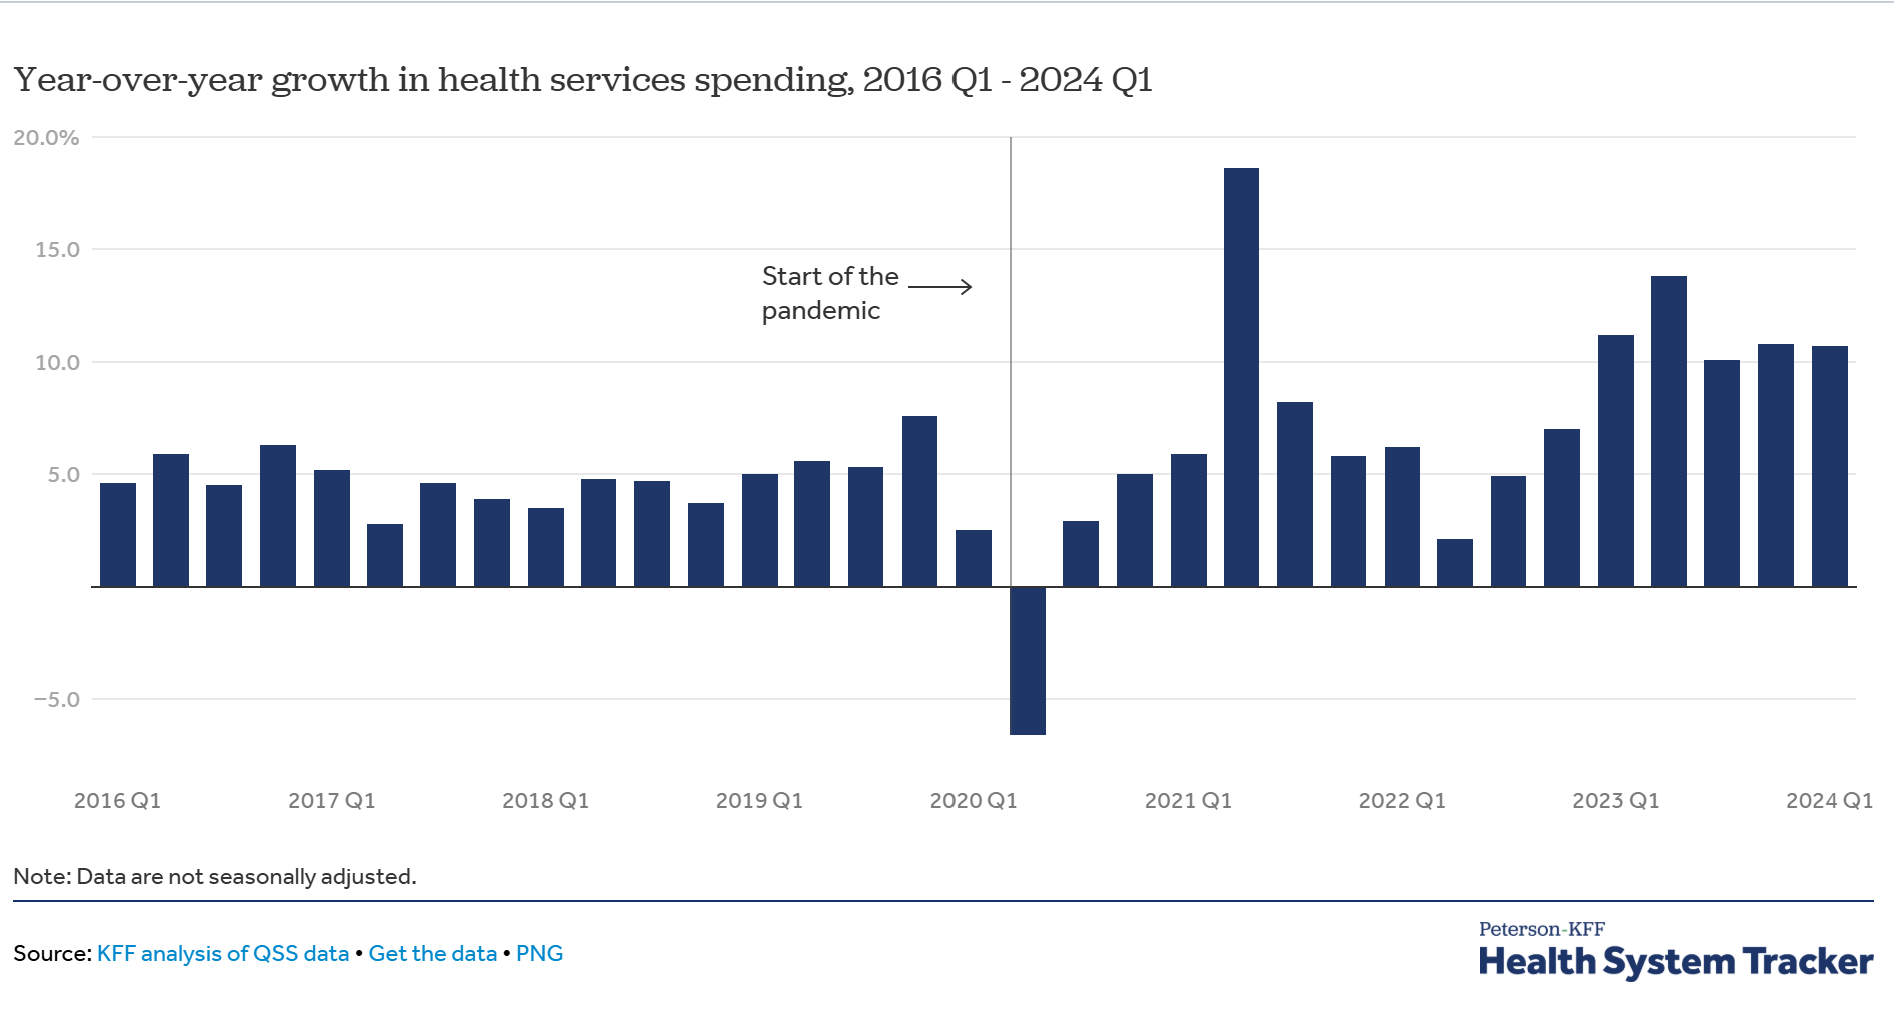 Year-over-year growth in health services spending, 2016 Q1 - 2024 Q1
20.0%
15.0
10.0
5.0
−5.0
Start of the
pandemic
2016 Q1 2017 Q1 2018 Q1 2019 Q1 2020 Q1 2021 Q1 2022 Q1 2023 Q1 2024 Q1
Note: Data are not seasonally adjusted.
Source: KFF analysis of QSS data • Get the data • PNG
Peterson-KFF
Health System Tracker